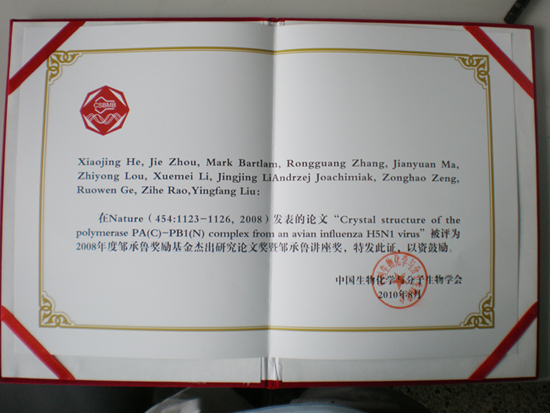 CSBMB
Xiaojing He, Jie Zhou, Mark Bartlam, Rongguang Zhang, Jianyuan Ma,
Zhiyong Lou, Xuemei Li, Jingjing LiAndrzej Joachimiak, Zonghao Zeng,
Ruowen Ge, Zihe Rao,Yingfang Liu:
在Nature（454:1123-1126, 2008）发表的论文“Crystal structure of the
polymerase PA(C)-PB1(N) complex from an avian influenza H5N1 virus”被评为
2008年度邹承鲁奖励基金杰出研究论文奖暨邹承鲁讲座奖，特发此证，以资鼓励。
中国生物化学与分子生物学会
2010年8月